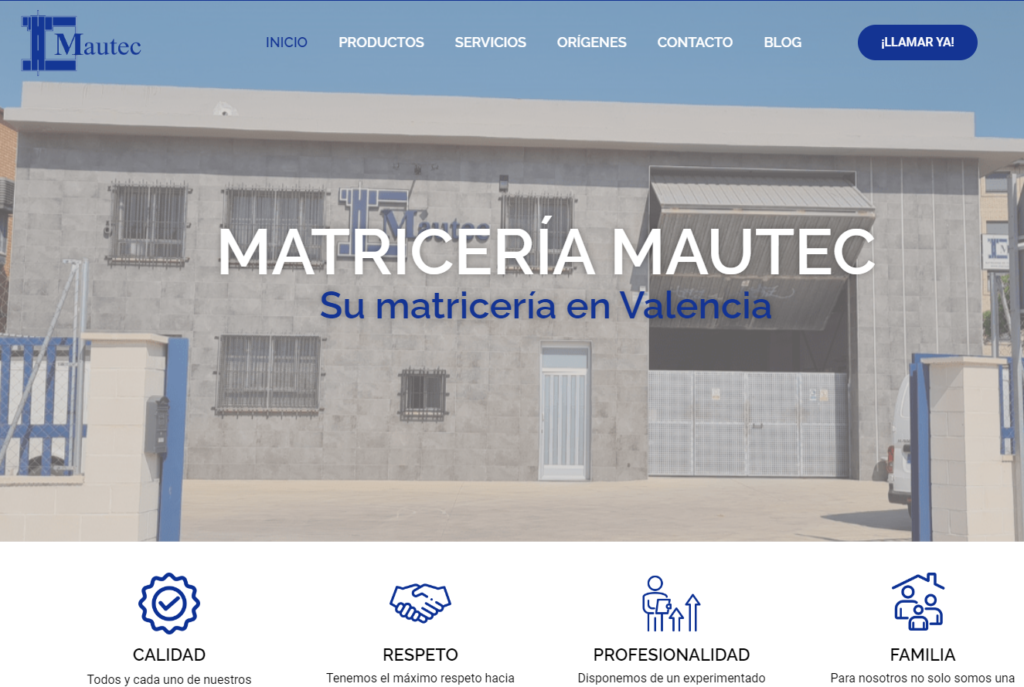 Mautec
INICIO PRODUCTOS SERVICIOS ORÍGENES CONTACTO BLOG ¡LLAMAR YA!
Mautec
MATRICERÍA MAUTEC
Su matricería en Valencia
CALIDAD RESPETO PROFESIONALIDAD FAMILIA
Todos y cada uno de nuestros Tenemos el máximo respeto hacia Disponemos de un experimentado Para nosotros no solo somos una